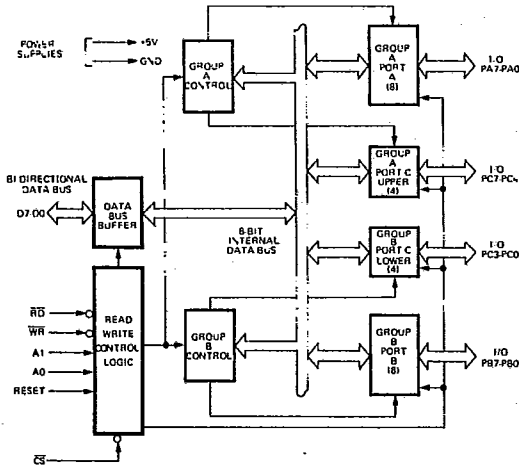 POWER
SUPPLIES
+5V
GND
GROUP
A
CONTROL
GROUP
A
PORT
A
(8)
I/O
PA7-PA0
GROUP
A
PORT C
UPPER
(4)
I/O
PC7-PC4
BI DIRECTIONAL
DATA BUS
D7-D0
DATA
BUS
BUFFER
8-BIT
INTERNAL
DATA BUS
GROUP
B
PORT C
LOWER
(4)
I/O
PC3-PC0
RD
WR
A1
A0
RESET
READ
WRITE
CONTROL
LOGIC
GROUP
B
CONTROL
GROUP
B
PORT
B
(8)
I/O
PB7-PB0
CS